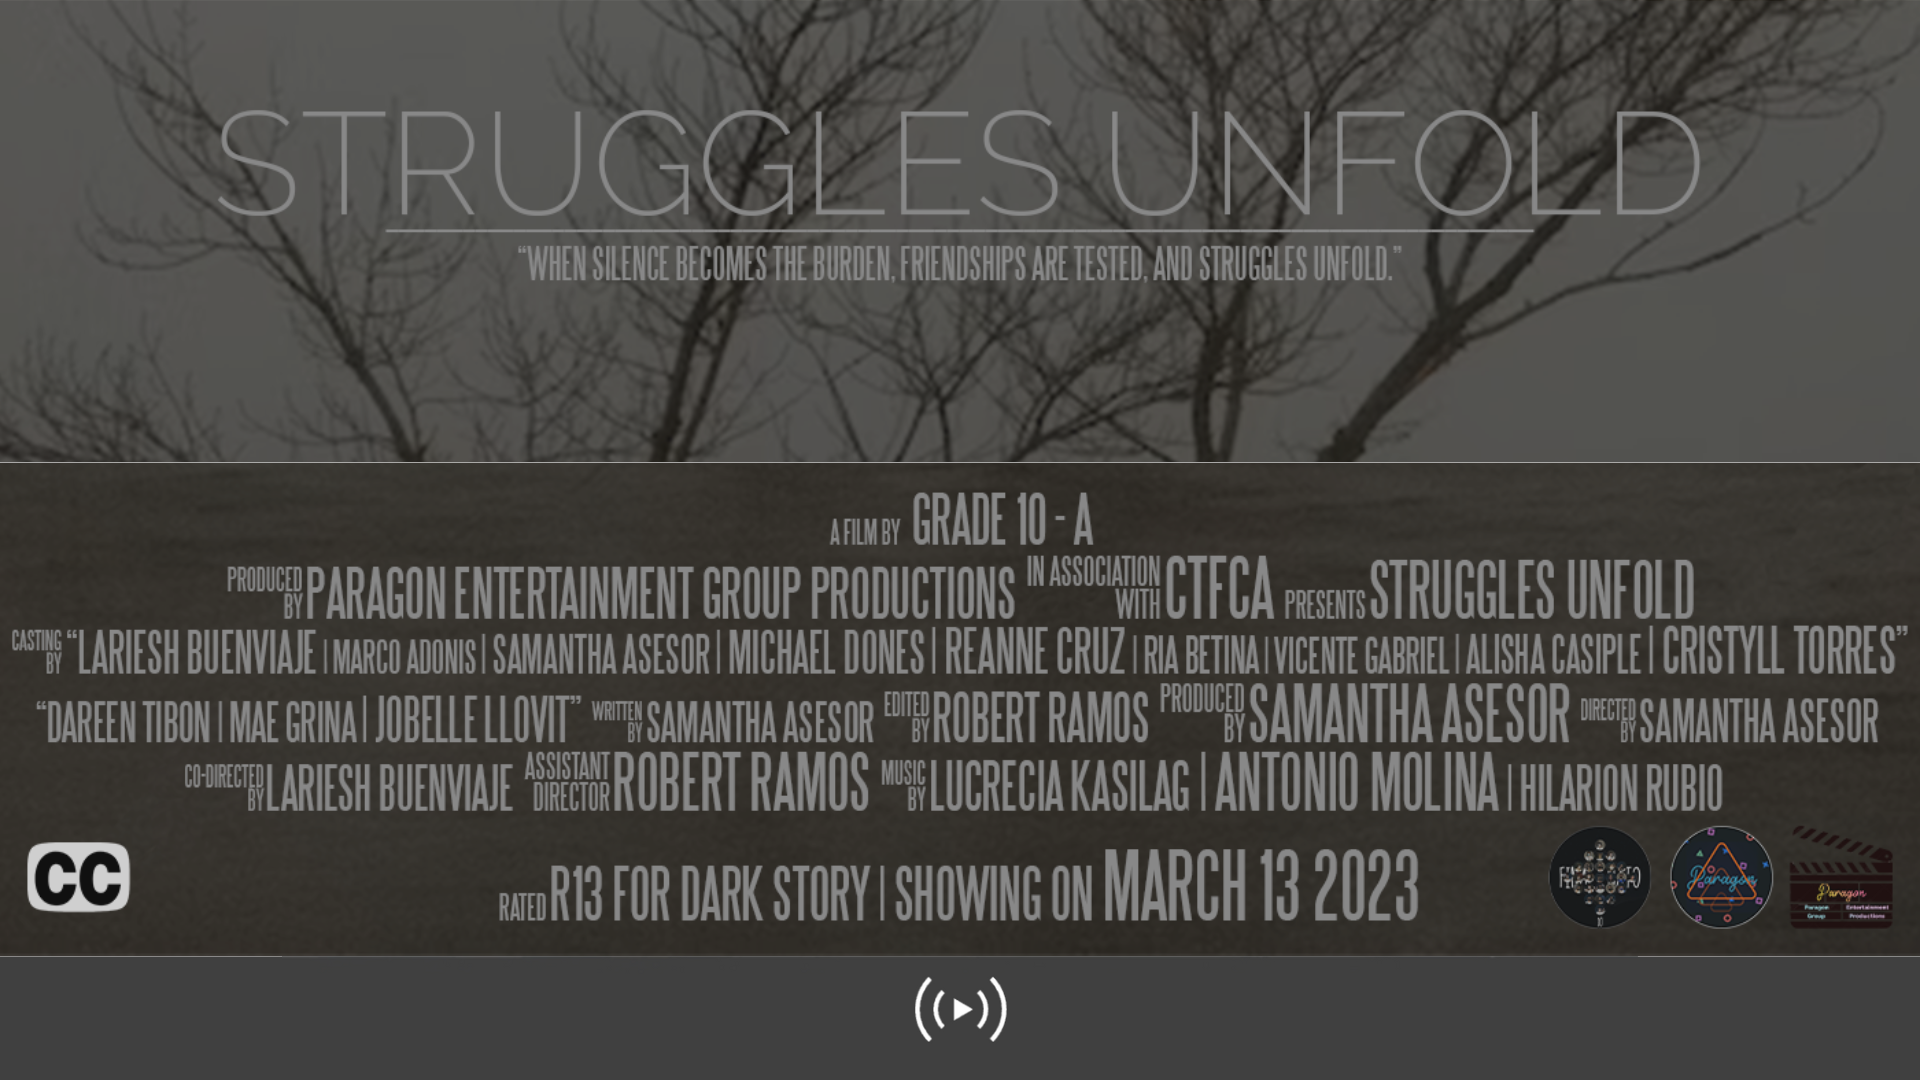 STRUGGLES UNFOLD
“WHEN SILENCE BECOMES THE BURDEN, FRIENDSHIPS ARE TESTED, AND STRUGGLES UNFOLD.”
A FILM BY GRADE 10 - A
PRODUCED BY PARAGON ENTERTAINMENT GROUP PRODUCTIONS IN ASSOCIATION WITH CTFCA PRESENTS STRUGGLES UNFOLD
CASTING BY “LARIESH BUENVIAJE | MARCO ADONIS | SAMANTHA ASESOR | MICHAEL DONES | REANNE CRUZ | RIA BETINA | VICENTE GABRIEL | ALISHA CASIPLE | CRISTYLL TORRES”
“DAREEN TIBON | MAE GRINA | JOBELLE LLOVIT” WRITTEN BY SAMANTHA ASESOR EDITED BY ROBERT RAMOS PRODUCED BY SAMANTHA ASESOR DIRECTED BY SAMANTHA ASESOR
CO-DIRECTED BY LARIESH BUENVIAJE ASSISTANT DIRECTOR ROBERT RAMOS MUSIC BY LUCRECIA KASILAG | ANTONIO MOLINA | HILARION RUBIO
CC
RATED R13 FOR DARK STORY | SHOWING ON MARCH 13 2023
10
Paragon
Paragon
Paragon Entertainment
Group Productions